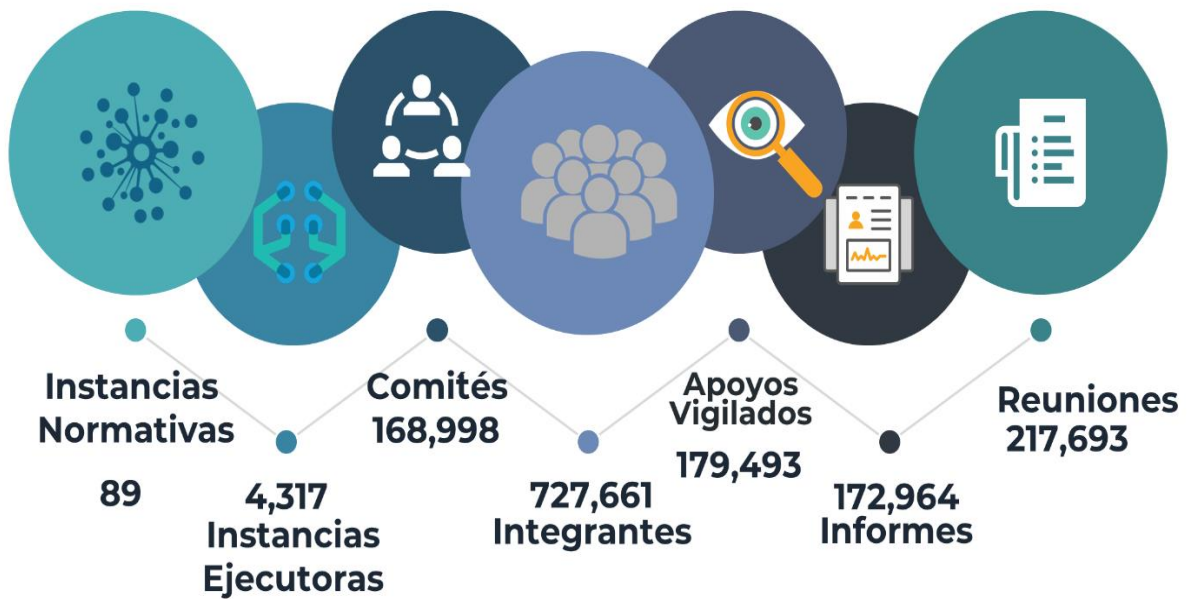 Instancias
Normativas
89
4,317
Instancias
Ejecutoras
Comités
168,998
727,661
Integrantes
Apoyos
Vigilados
179,493
172,964
Informes
Reuniones
217,693